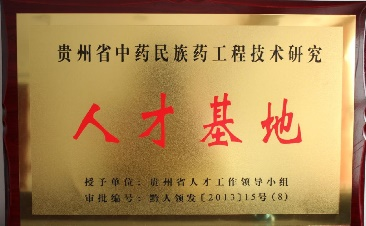 贵州省中药民族药工程技术研究
人才基地
授予单位：贵州省人才工作领导小组
审批编号：黔人领发〔2013〕15号(8)